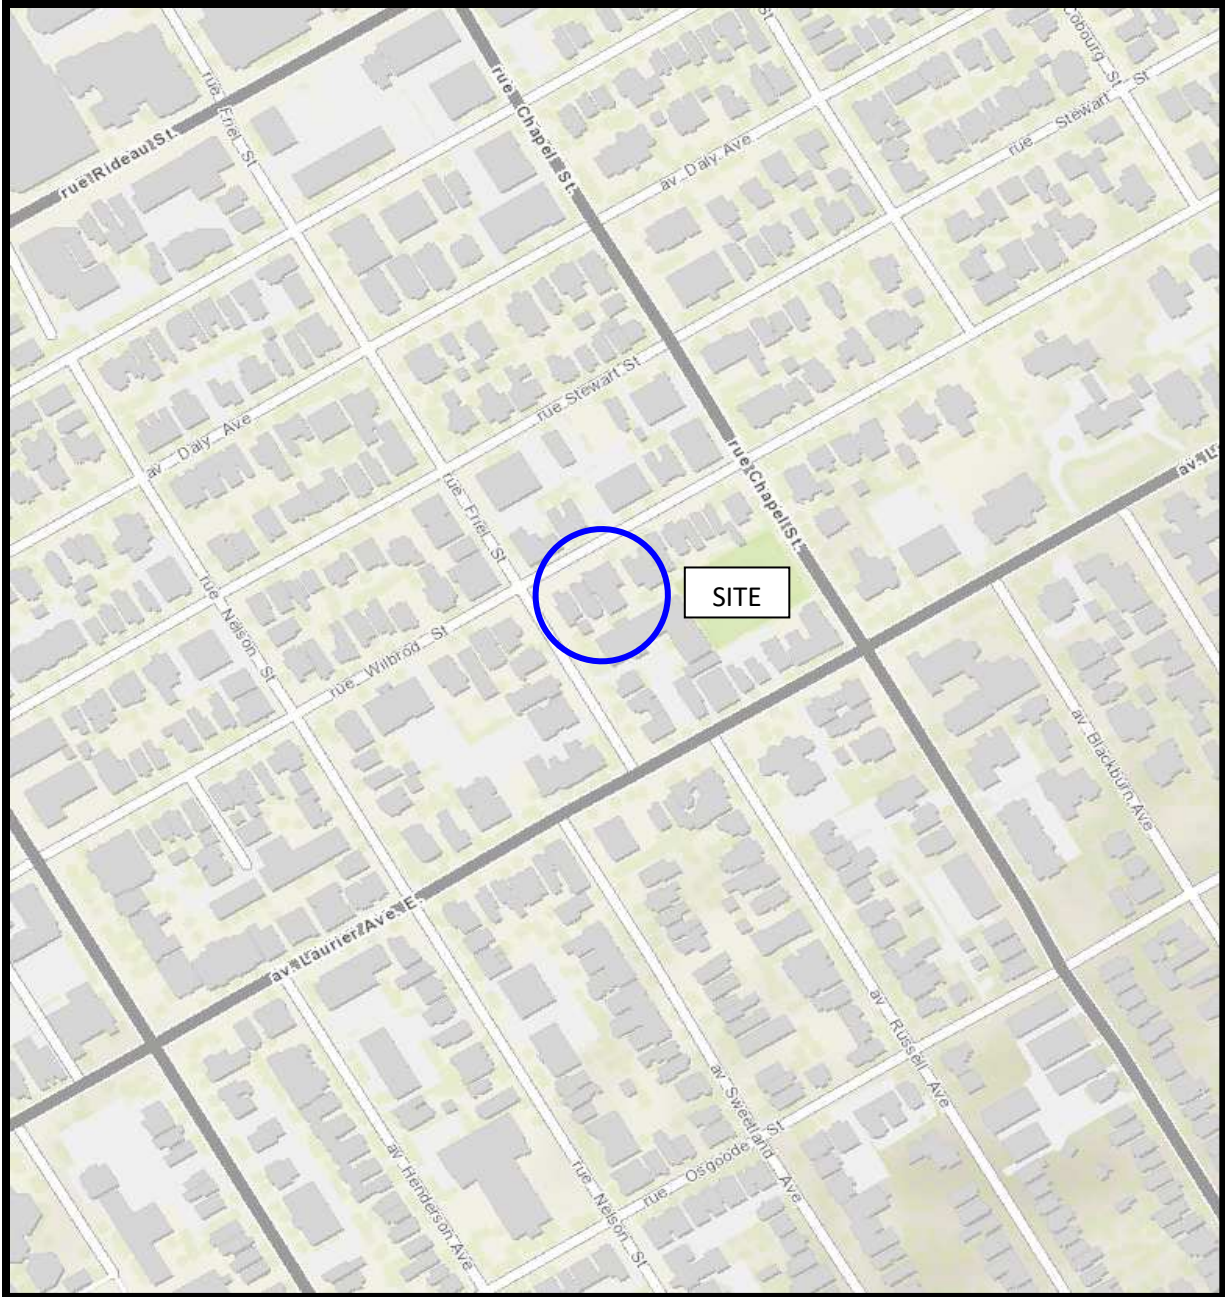 St
Cobourg St
rue Friel St
rue Chapel St.
rue Rideau St.
rue Stewart St
av Daly Ave
rue Stewart St
av Daly Ave
rue Chapel St.
av. L
rue Friel St
SITE
rue Nelson St
rue Wilbrod St
av Blackburn Ave
av. Laurier Ave. E.
av Russell Ave
av Sweetland Ave
rue Osgoode St
av Henderson Ave
rue Nelson St